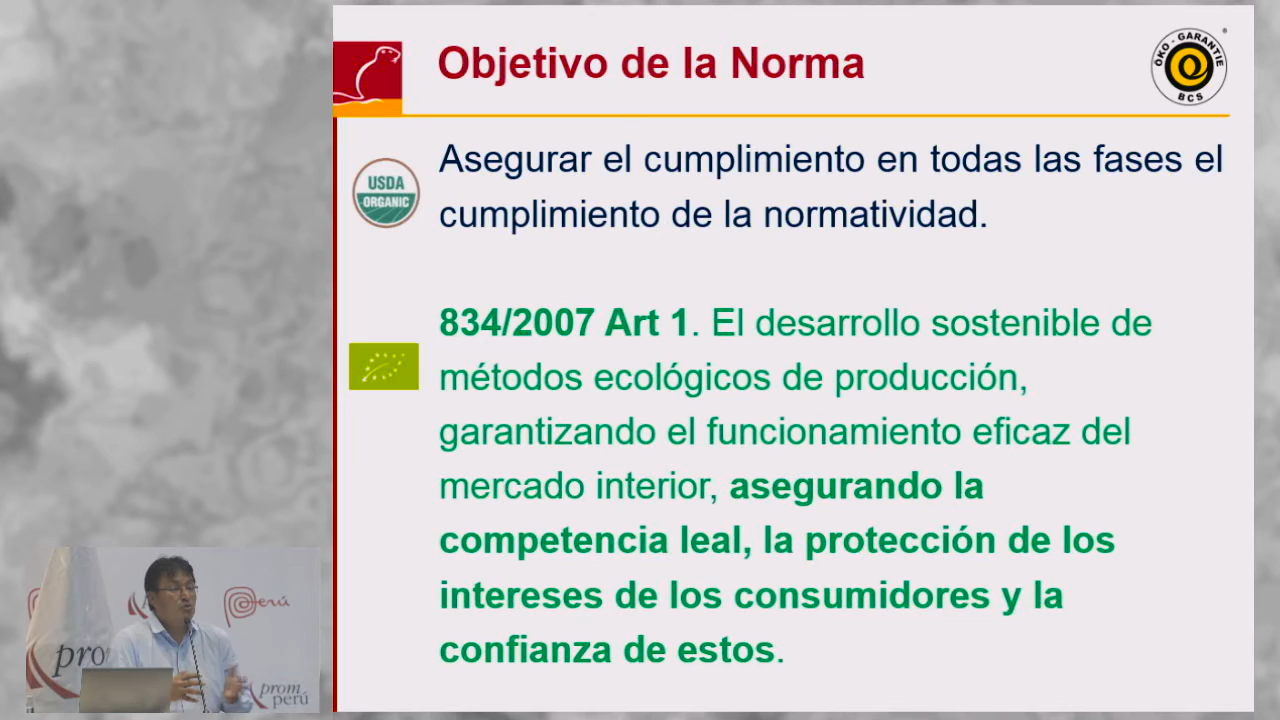 Objetivo de la Norma
ÖKO - GARANTIE
BCS
Asegurar el cumplimiento en todas las fases el
cumplimiento de la normatividad.
USDA
ORGANIC
834/2007 Art 1. El desarrollo sostenible de
métodos ecológicos de producción,
garantizando el funcionamiento eficaz del
mercado interior, asegurando la
competencia leal, la protección de los
intereses de los consumidores y la
confianza de estos.
Perú
pro
prom
perú